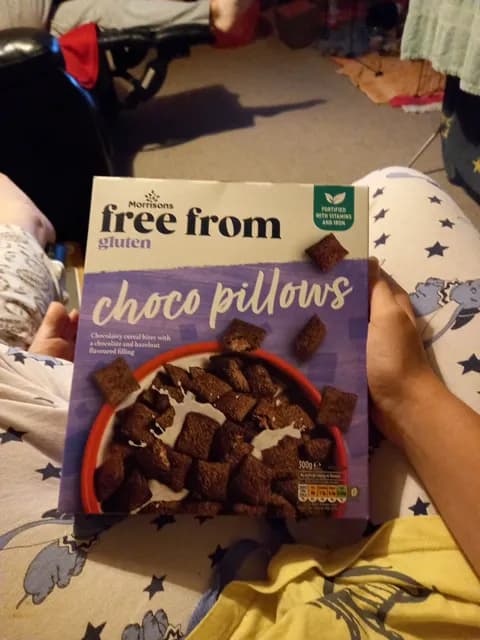 Morrisons
free from
gluten
FORTIFIED
WITH VITAMINS
AND IRON
choco pillows
Chocolatey cereal bites with
a chocolate and hazelnut
flavoured filling
300g e